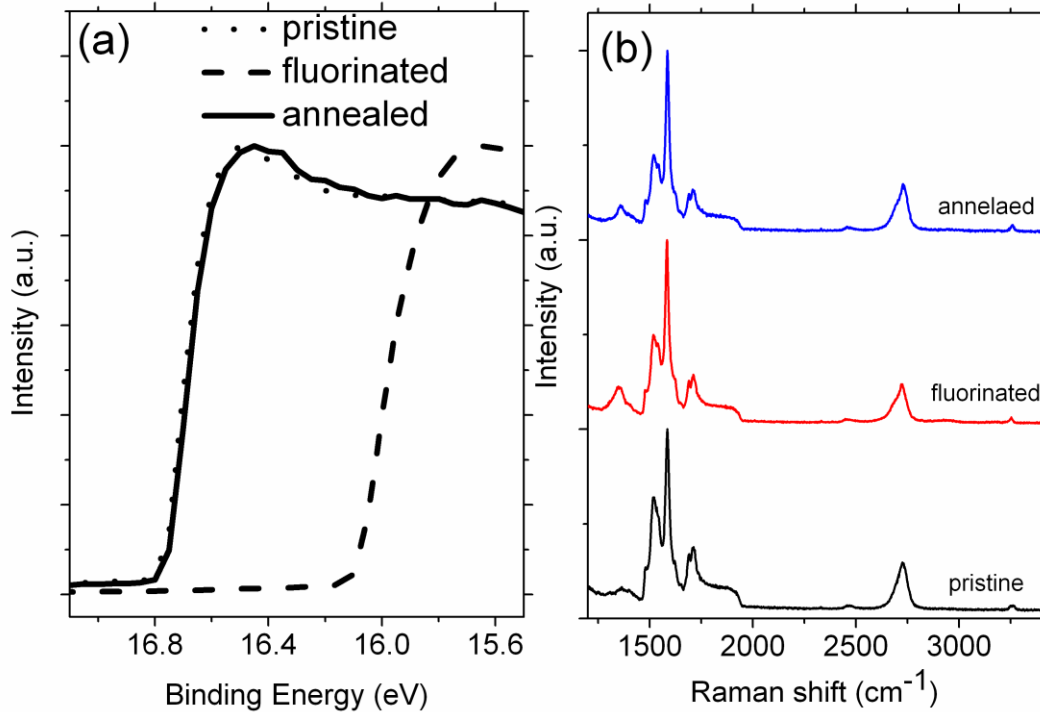 (a)
pristine
fluorinated
annealed
Intensity (a.u.)
16.8 16.4 16.0 15.6
Binding Energy (eV)
(b)
annelaed
fluorinated
pristine
Intensity (a.u.)
1500 2000 2500 3000
Raman shift (cm⁻¹)